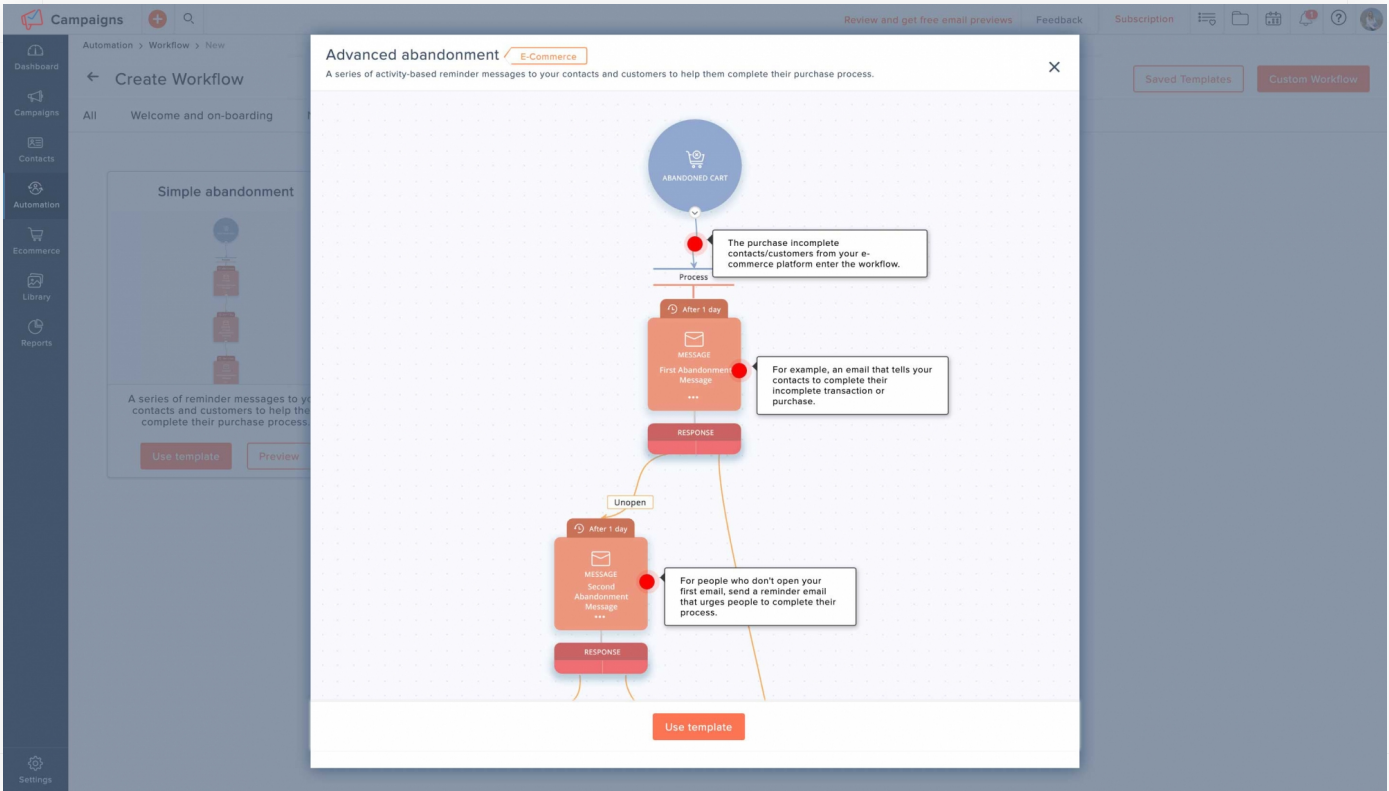 Campaigns
Review and get free email previews
Feedback
Subscription
1
?
Dashboard
Campaigns
Contacts
Automation
Ecommerce
Library
Reports
Settings
Automation > Workflow > New
Create Workflow
Saved Templates
Custom Workflow
All
Welcome and on-boarding
Simple abandonment
A series of reminder messages to
contacts and customers to help
complete their purchase process.
Use template
Preview
Advanced abandonment
E-Commerce
A series of activity-based reminder messages to your contacts and customers to help them complete their purchase process.
ABANDONED CART
The purchase incomplete
contacts/customers from your e-
commerce platform enter the workflow.
Process
After 1 day
MESSAGE
First Abandonment
Message
For example, an email that tells your
contacts to complete their
incomplete transaction or
purchase.
RESPONSE
Unopen
After 1 day
MESSAGE
Second
Abandonment
Message
For people who don't open your
first email, send a reminder email
that urges people to complete their
process.
RESPONSE
Use template